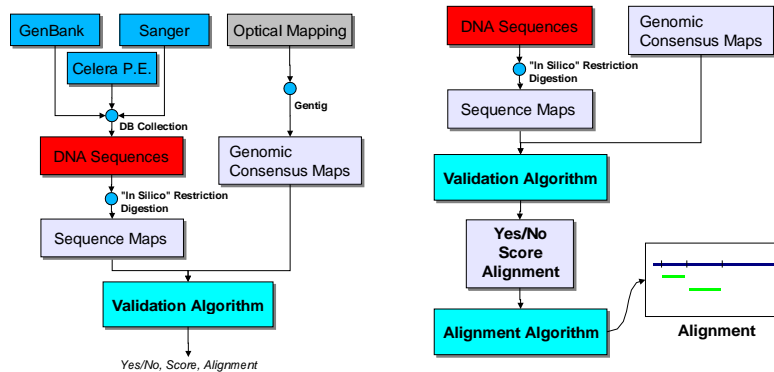 GenBank
Sanger
Optical Mapping
Celera P.E.
Gentig
DB Collection
DNA Sequences
Genomic
Consensus Maps
"In Silico" Restriction
Digestion
Sequence Maps
Validation Algorithm
Yes/No, Score, Alignment
DNA Sequences
Genomic
Consensus Maps
"In Silico" Restriction
Digestion
Sequence Maps
Validation Algorithm
Yes/No
Score
Alignment
Alignment Algorithm
Alignment